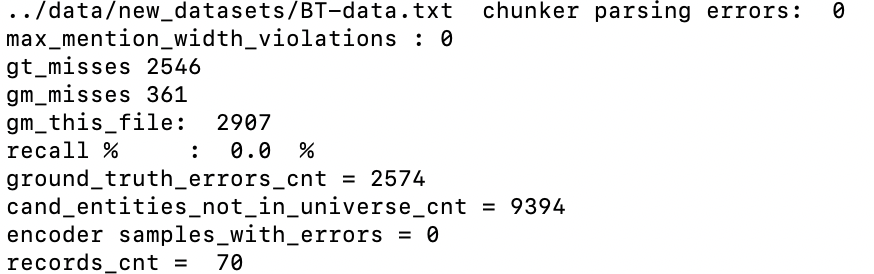 ../data/new_datasets/BT-data.txt  chunker parsing errors:  0
max_mention_width_violations : 0
gt_misses 2546
gm_misses 361
gm_this_file:  2907
recall %     :  0.0  %
ground_truth_errors_cnt = 2574
cand_entities_not_in_universe_cnt = 9394
encoder samples_with_errors = 0
records_cnt =  70